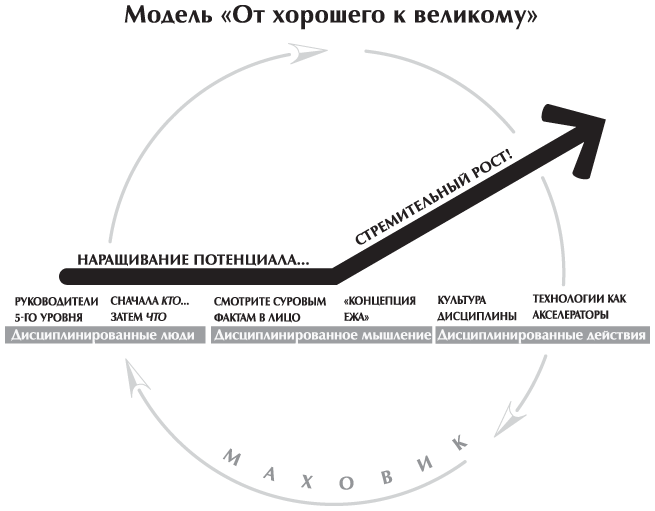 Модель «От хорошего к великому»
СТРЕМИТЕЛЬНЫЙ РОСТ!
НАРАЩИВАНИЕ ПОТЕНЦИАЛА...
РУКОВОДИТЕЛИ
5-ГО УРОВНЯ
СНАЧАЛА КТО...
ЗАТЕМ ЧТО
СМОТРИТЕ СУРОВЫМ
ФАКТАМ В ЛИЦО
«КОНЦЕПЦИЯ
ЕЖА»
КУЛЬТУРА
ДИСЦИПЛИНЫ
ТЕХНОЛОГИИ КАК
АКСЕЛЕРАТОРЫ
Дисциплинированные люди
Дисциплинированное мышление
Дисциплинированные действия
МАХОВИК